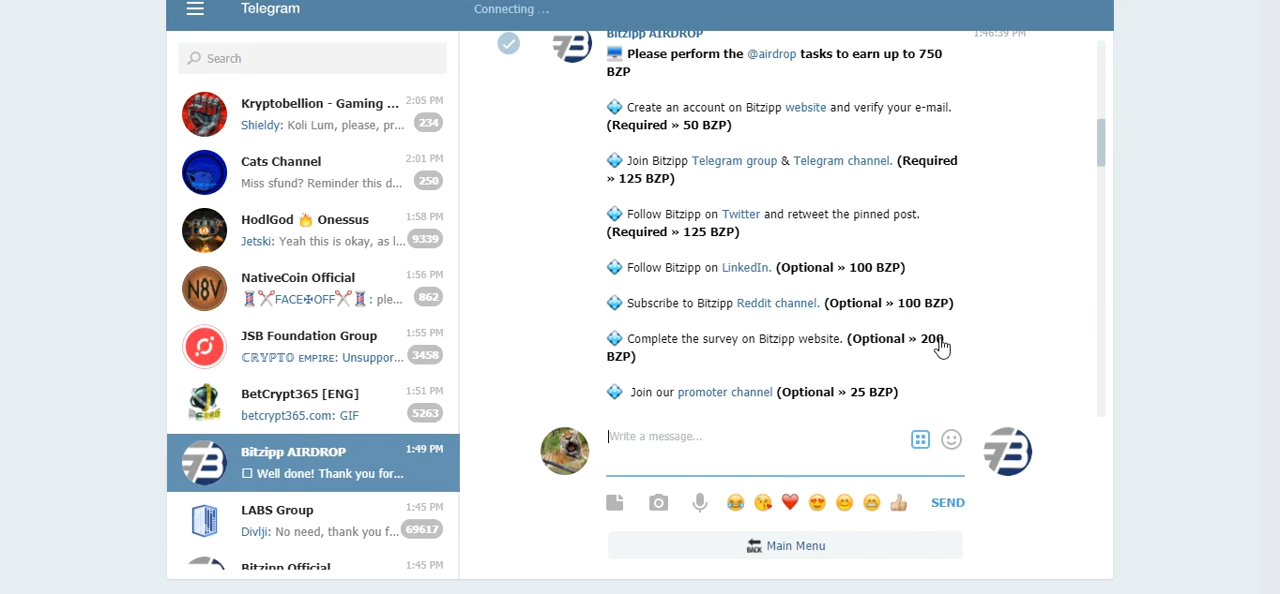 Telegram
Connecting ...
Search
Kryptobellion - Gaming ... 2:05 PM
Shieldy: Koli Lum, please, pr... 234
Cats Channel 2:01 PM
Miss sfund? Reminder this d... 250
HodlGod 🔥 Onessus 1:58 PM
Jetski: Yeah this is okay, as l... 9339
NativeCoin Official 1:56 PM
🧵✂️FACE✠OFF✂️🧵: ple... 862
JSB Foundation Group 1:55 PM
ℂℝ𝕐ℙ𝕋𝕆 ᴇᴍᴘɪʀᴇ: Unsuppor... 3458
BetCrypt365 [ENG] 1:51 PM
betcrypt365.com: GIF 5263
Bitzipp AIRDROP 1:49 PM
☐ Well done! Thank you for...
LABS Group 1:45 PM
Divlji: No need, thank you f... 69617
Bitzipp Official 1:45 PM
Bitzipp AIRDROP 1:46:39 PM
🖥 Please perform the @airdrop tasks to earn up to 750
BZP
💠 Create an account on Bitzipp website and verify your e-mail.
(Required » 50 BZP)
💠 Join Bitzipp Telegram group & Telegram channel. (Required
» 125 BZP)
💠 Follow Bitzipp on Twitter and retweet the pinned post.
(Required » 125 BZP)
💠 Follow Bitzipp on LinkedIn. (Optional » 100 BZP)
💠 Subscribe to Bitzipp Reddit channel. (Optional » 100 BZP)
💠 Complete the survey on Bitzipp website. (Optional » 200
BZP)
💠 Join our promoter channel (Optional » 25 BZP)
Write a message...
SEND
🔙 Main Menu